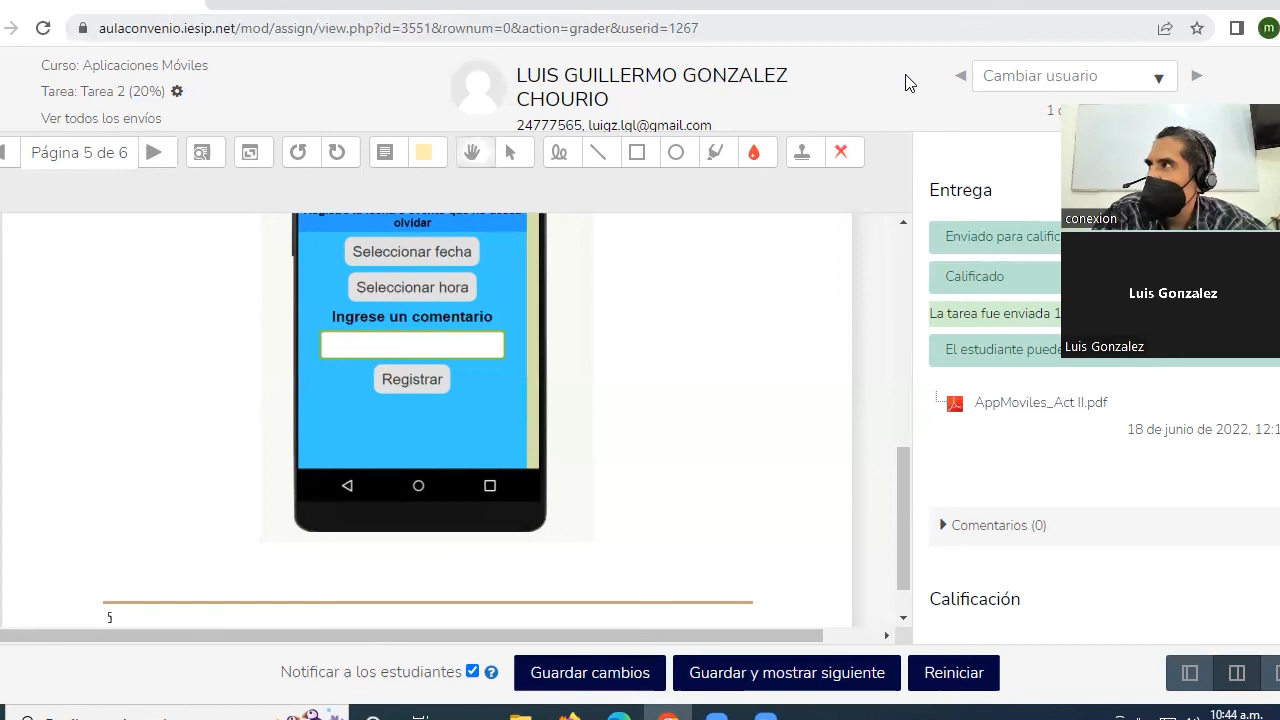 aulaconvenio.iesip.net/mod/assign/view.php?id=3551&rownum=0&action=grader&userid=1267
m
Curso: Aplicaciones Móviles
Tarea: Tarea 2 (20%)
Ver todos los envíos
LUIS GUILLERMO GONZALEZ
CHOURIO
24777565, luigz.lgl@gmail.com
Cambiar usuario
1
Página 5 de 6
olvidar
Seleccionar fecha
Seleccionar hora
Ingrese un comentario
Registrar
5
Entrega
Enviado para calific
Calificado
La tarea fue enviada 1
El estudiante puede
AppMoviles_Act II.pdf
18 de junio de 2022, 12:1
Comentarios (0)
Calificación
conexion
Luis Gonzalez
Luis Gonzalez
Notificar a los estudiantes
Guardar cambios
Guardar y mostrar siguiente
Reiniciar
10:44 a.m.